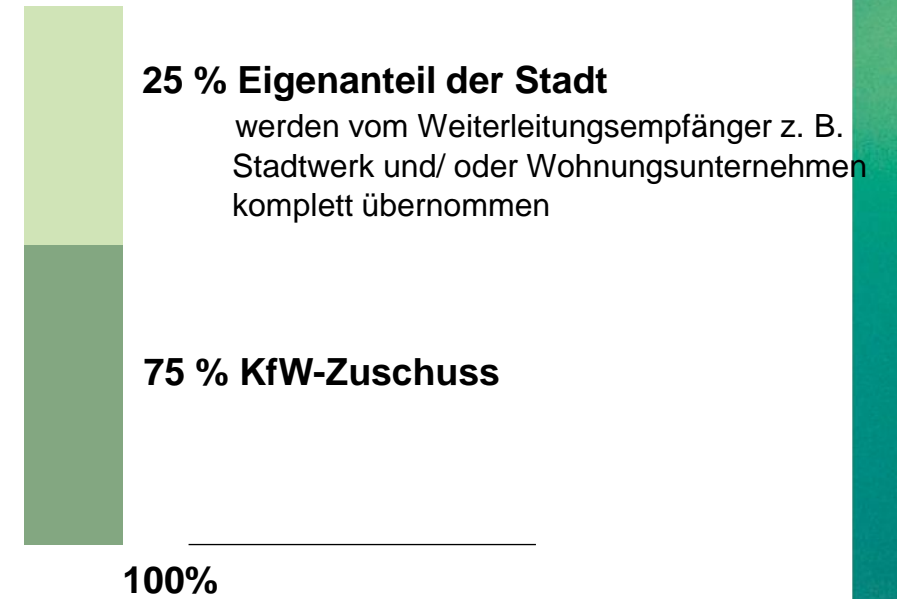 25 % Eigenanteil der Stadt
werden vom Weiterleitungsempfänger z. B.
Stadtwerk und/ oder Wohnungsunternehmen
komplett übernommen
75 % KfW-Zuschuss
100%